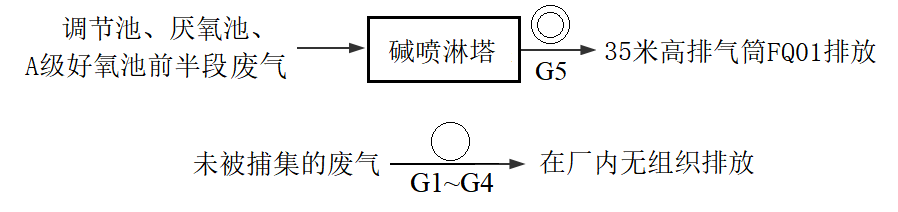 调节池、厌氧池、
A级好氧池前半段废气
碱喷淋塔
G5
35米高排气筒FQ01排放
未被捕集的废气
G1~G4
在厂内无组织排放